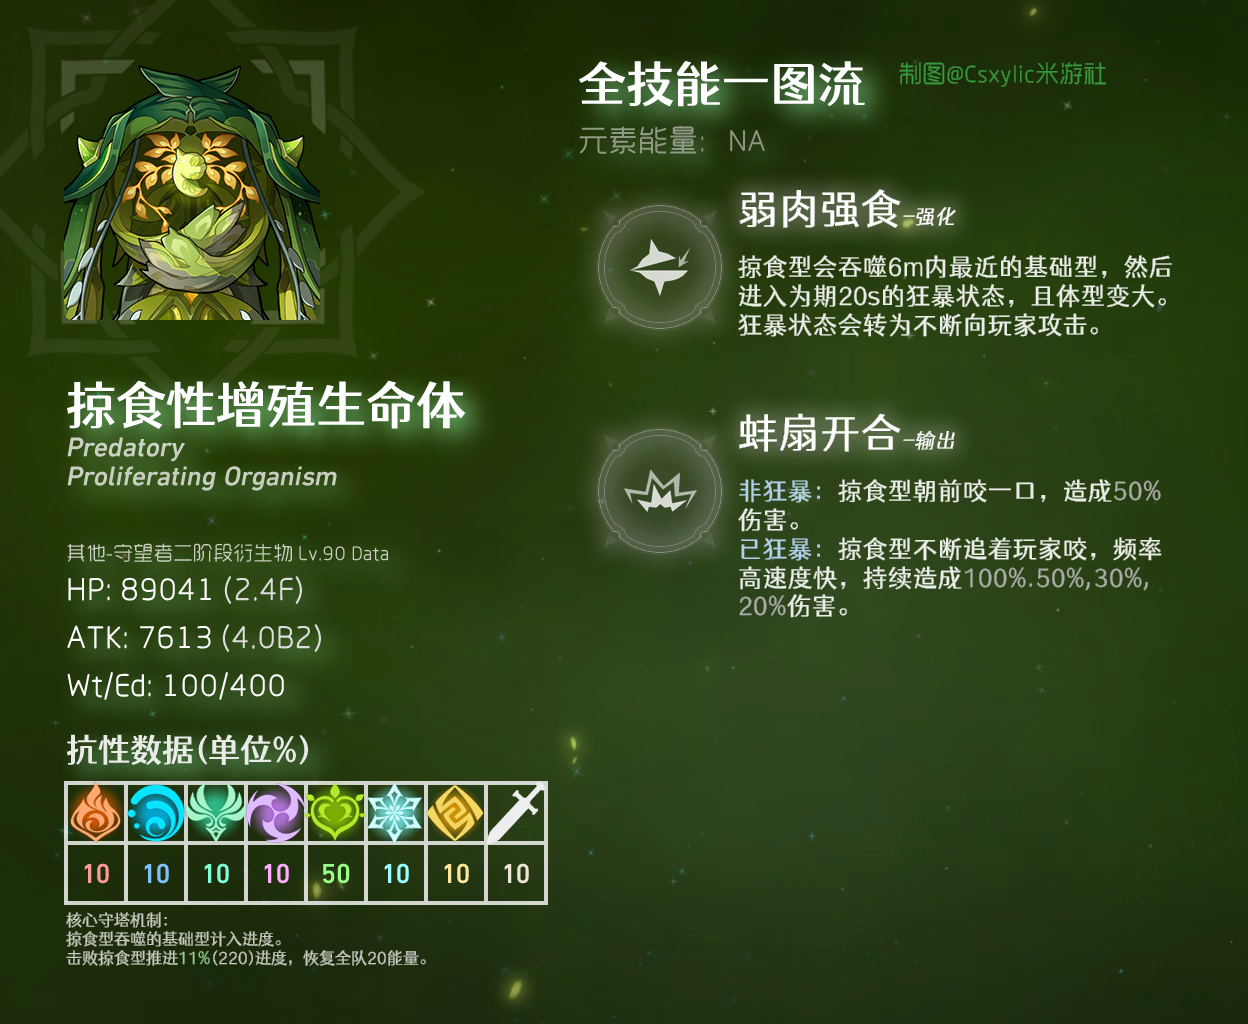 全技能一图流
制图@Csxylic米游社
元素能量：NA
弱肉强食-强化
掠食型会吞噬6m内最近的基础型，然后
进入为期20s的狂暴状态，且体型变大。
狂暴状态会转为不断向玩家攻击。
蚌扇开合-输出
非狂暴：掠食型朝前咬一口，造成50%
伤害。
已狂暴：掠食型不断追着玩家咬，频率
高速度快，持续造成100%.50%,30%,
20%伤害。
掠食性增殖生命体
Predatory
Proliferating Organism
其他-守望者二阶段衍生物 Lv.90 Data
HP: 89041 (2.4F)
ATK: 7613 (4.0B2)
Wt/Ed: 100/400
抗性数据(单位%)
10 10 10 10 50 10 10 10
核心守塔机制：
掠食型吞噬的基础型计入进度。
击败掠食型推进11%(220)进度，恢复全队20能量。